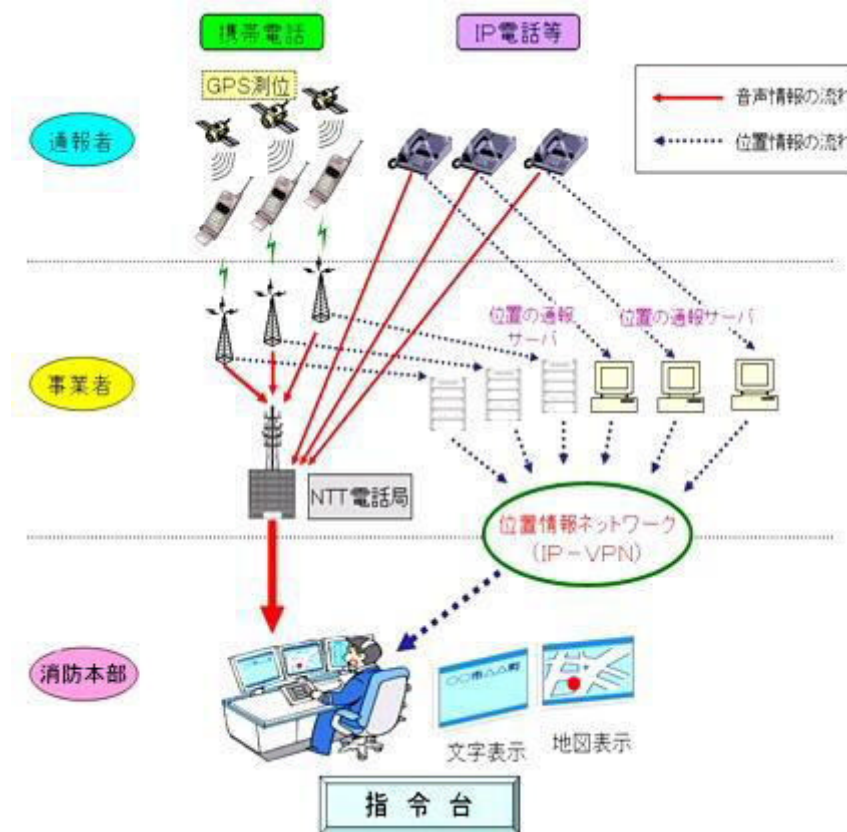 携帯電話
IP電話等
GPS測位
音声情報の流れ
位置情報の流れ
通報者
位置の通報
サーバ
位置の通報サーバ
事業者
NTT電話局
位置情報ネットワーク
(IP-VPN)
消防本部
○○市△△町
文字表示
地図表示
指令台